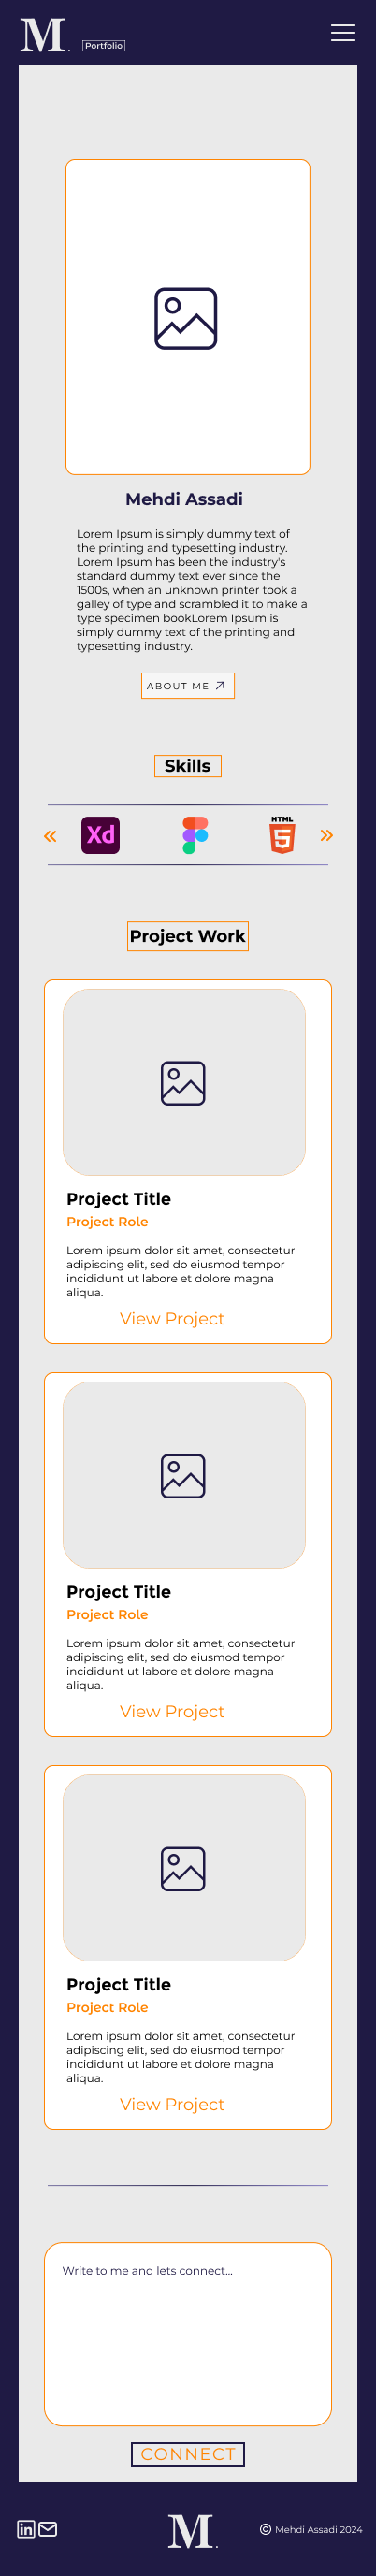 M.
Portfolio
Mehdi Assadi
Lorem Ipsum is simply dummy text of
the printing and typesetting industry.
Lorem Ipsum has been the industry's
standard dummy text ever since the
1500s, when an unknown printer took a
galley of type and scrambled it to make a
type specimen bookLorem Ipsum is
simply dummy text of the printing and
typesetting industry.
ABOUT ME
Skills
Xd
HTML
5
Project Work
Project Title
Project Role
Lorem ipsum dolor sit amet, consectetur
adipiscing elit, sed do eiusmod tempor
incididunt ut labore et dolore magna
aliqua.
View Project
Project Title
Project Role
Lorem ipsum dolor sit amet, consectetur
adipiscing elit, sed do eiusmod tempor
incididunt ut labore et dolore magna
aliqua.
View Project
Project Title
Project Role
Lorem ipsum dolor sit amet, consectetur
adipiscing elit, sed do eiusmod tempor
incididunt ut labore et dolore magna
aliqua.
View Project
Write to me and lets connect...
CONNECT
in
M.
© Mehdi Assadi 2024